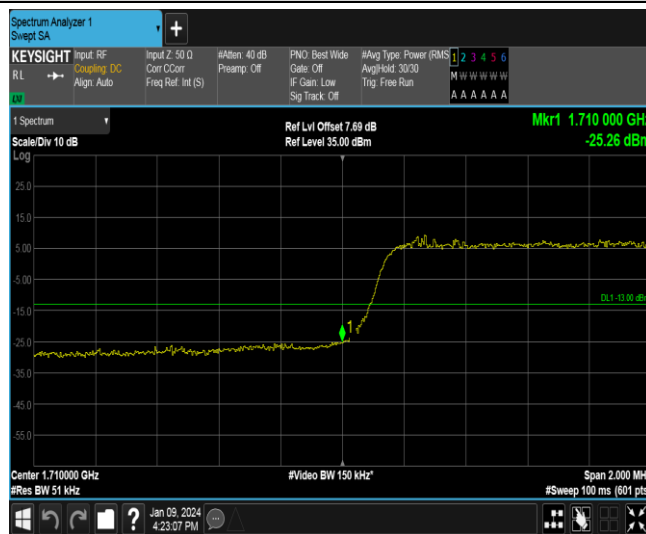 Spectrum Analyzer 1
Swept SA
KEYSIGHT
RL
LXI
Input: RF
Coupling: DC
Align: Auto
Input Z: 50 Ω
Corr CCorr
Freq Ref: Int (S)
#Atten: 40 dB
Preamp: Off
PNO: Best Wide
Gate: Off
IF Gain: Low
Sig Track: Off
#Avg Type: Power (RMS
Avg|Hold: 30/30
Trig: Free Run
1 2 3 4 5 6
M W W W W W
A A A A A A
1 Spectrum
Scale/Div 10 dB
Log
Ref Lvl Offset 7.69 dB
Ref Level 35.00 dBm
Mkr1 1.710 000 GHz
-25.26 dBm
25.0
15.0
5.00
-5.00
DL1 -13.00 dBm
-15.0
1
-25.0
-35.0
-45.0
-55.0
Center 1.710000 GHz
#Res BW 51 kHz
#Video BW 150 kHz*
Span 2.000 MH
#Sweep 100 ms (601 pts
?
Jan 09, 2024
4:23:07 PM